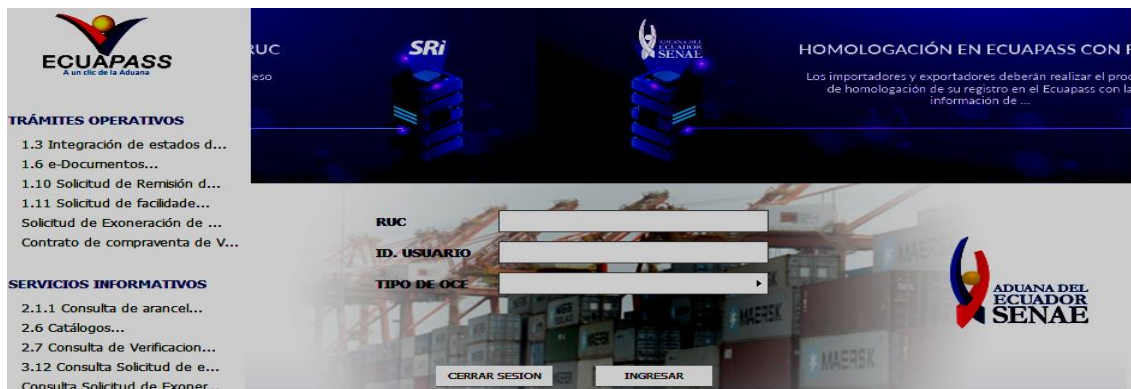 ECUAPASS
A un clic de la Aduana
TRÁMITES OPERATIVOS
1.3 Integración de estados d...
1.6 e-Documentos...
1.10 Solicitud de Remisión d...
1.11 Solicitud de facilidade...
Solicitud de Exoneración de ...
Contrato de compraventa de V...
SERVICIOS INFORMATIVOS
2.1.1 Consulta de arancel...
2.6 Catálogos...
2.7 Consulta de Verificacion...
3.12 Consulta Solicitud de e...
Consulta Solicitud de Exoner...
RUC
eso
SRi
ADUANA DEL
ECUADOR
SENAE
HOMOLOGACIÓN EN ECUAPASS CON
Los importadores y exportadores deberán realizar el proc
de homologación de su registro en el Ecuapass con la
información de ...
RUC
ID. USUARIO
TIPO DE OCE
CERRAR SESION
INGRESAR
MAERSK
MAERSK
ADUANA DEL
ECUADOR
SENAE